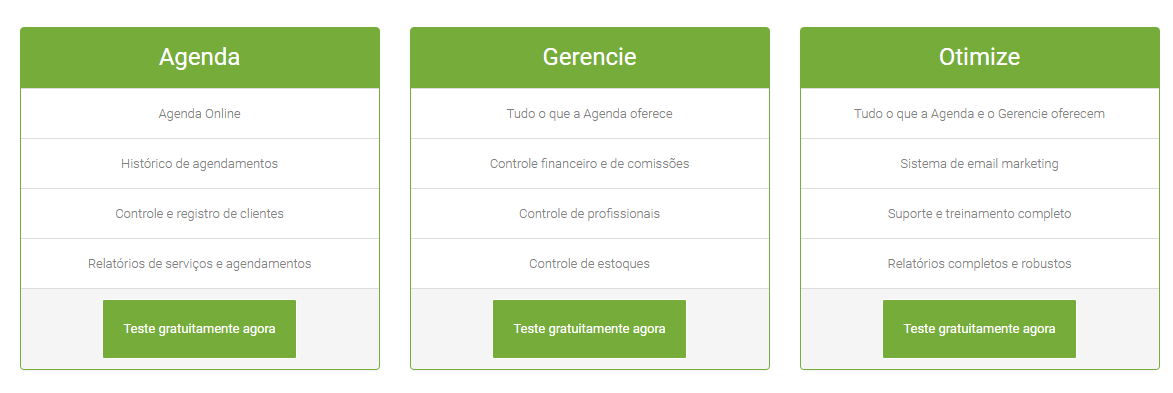 Agenda
Agenda Online
Histórico de agendamentos
Controle e registro de clientes
Relatórios de serviços e agendamentos
Teste gratuitamente agora
Gerencie
Tudo o que a Agenda oferece
Controle financeiro e de comissões
Controle de profissionais
Controle de estoques
Teste gratuitamente agora
Otimize
Tudo o que a Agenda e o Gerencie oferecem
Sistema de email marketing
Suporte e treinamento completo
Relatórios completos e robustos
Teste gratuitamente agora